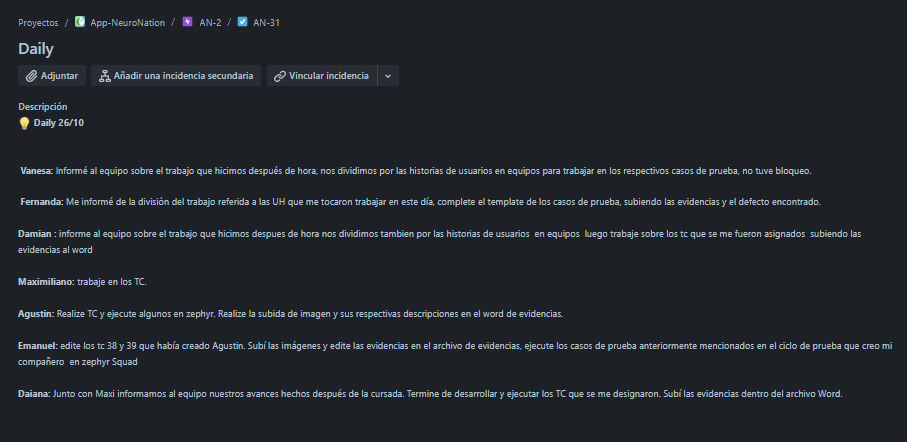 Proyectos / App-NeuroNation / AN-2 / AN-31
Daily
Adjuntar Añadir una incidencia secundaria Vincular incidencia
Descripción
Daily 26/10
Vanesa: Informé al equipo sobre el trabajo que hicimos después de hora, nos dividimos por las historias de usuarios en equipos para trabajar en los respectivos casos de prueba, no tuve bloqueo.
Fernanda: Me informé de la división del trabajo referida a las UH que me tocaron trabajar en este día, complete el template de los casos de prueba, subiendo las evidencias y el defecto encontrado.
Damian : informe al equipo sobre el trabajo que hicimos despues de hora nos dividimos tambien por las historias de usuarios en equipos luego trabaje sobre los tc que se me fueron asignados subiendo las
evidencias al word
Maximiliano: trabaje en los TC.
Agustin: Realize TC y ejecute algunos en zephyr. Realize la subida de imagen y sus respectivas descripciones en el word de evidencias.
Emanuel: edite los tc 38 y 39 que había creado Agustin. Subí las imágenes y edite las evidencias en el archivo de evidencias, ejecute los casos de prueba anteriormente mencionados en el ciclo de prueba que creo mi
compañero en zephyr Squad
Daiana: Junto con Maxi informamos al equipo nuestros avances hechos después de la cursada. Termine de desarrollar y ejecutar los TC que se me designaron. Subí las evidencias dentro del archivo Word.